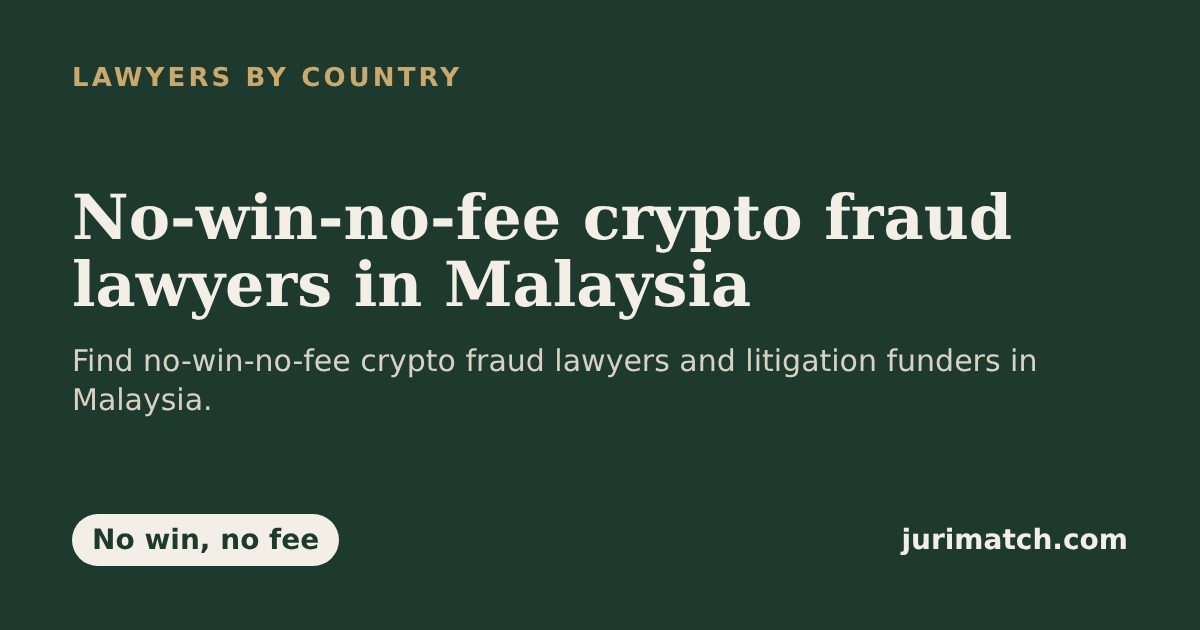 LAWYERS BY COUNTRY
No-win-no-fee crypto fraud
lawyers in Malaysia
Find no-win-no-fee crypto fraud lawyers and litigation funders in
Malaysia.
No win, no fee
jurimatch.com